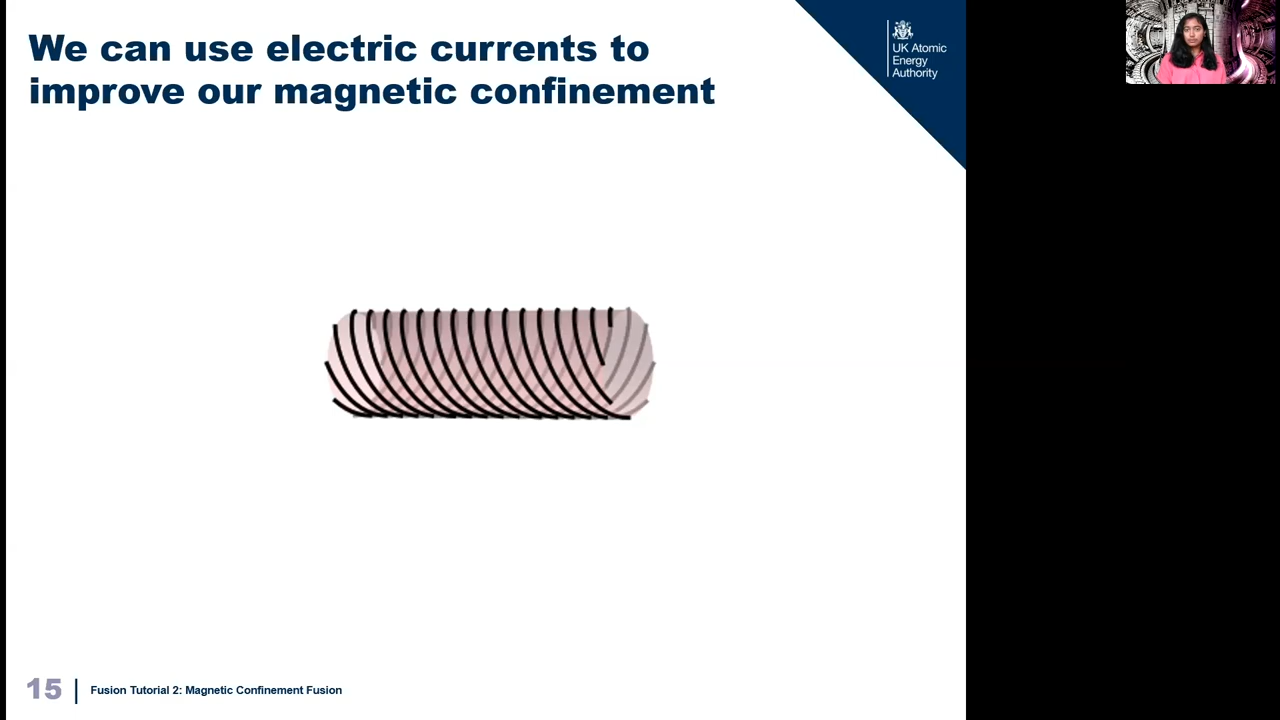 We can use electric currents to
improve our magnetic confinement
UK Atomic
Energy
Authority
15
Fusion Tutorial 2: Magnetic Confinement Fusion